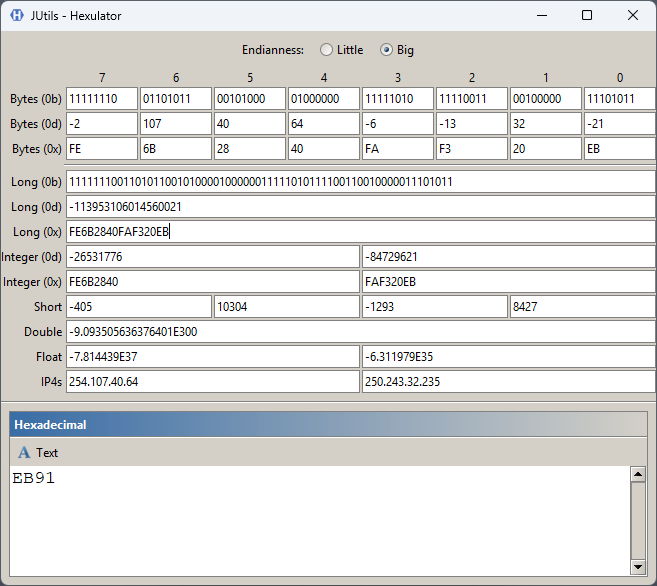 JUtils - Hexulator
Endianness: Little Big
7 6 5 4 3 2 1 0
Bytes (0b) 11111110 01101011 00101000 01000000 11111010 11110011 00100000 11101011
Bytes (0d) -2 107 40 64 -6 -13 32 -21
Bytes (0x) FE 6B 28 40 FA F3 20 EB
Long (0b) 1111111001101011001010000100000011111010111100110010000011101011
Long (0d) -113953106014560021
Long (0x) FE6B2840FAF320EB
Integer (0d) -26531776 -84729621
Integer (0x) FE6B2840 FAF320EB
Short -405 10304 -1293 8427
Double -9.093505636376401E300
Float -7.814439E37 -6.311979E35
IP4s 254.107.40.64 250.243.32.235
Hexadecimal
A Text
EB91